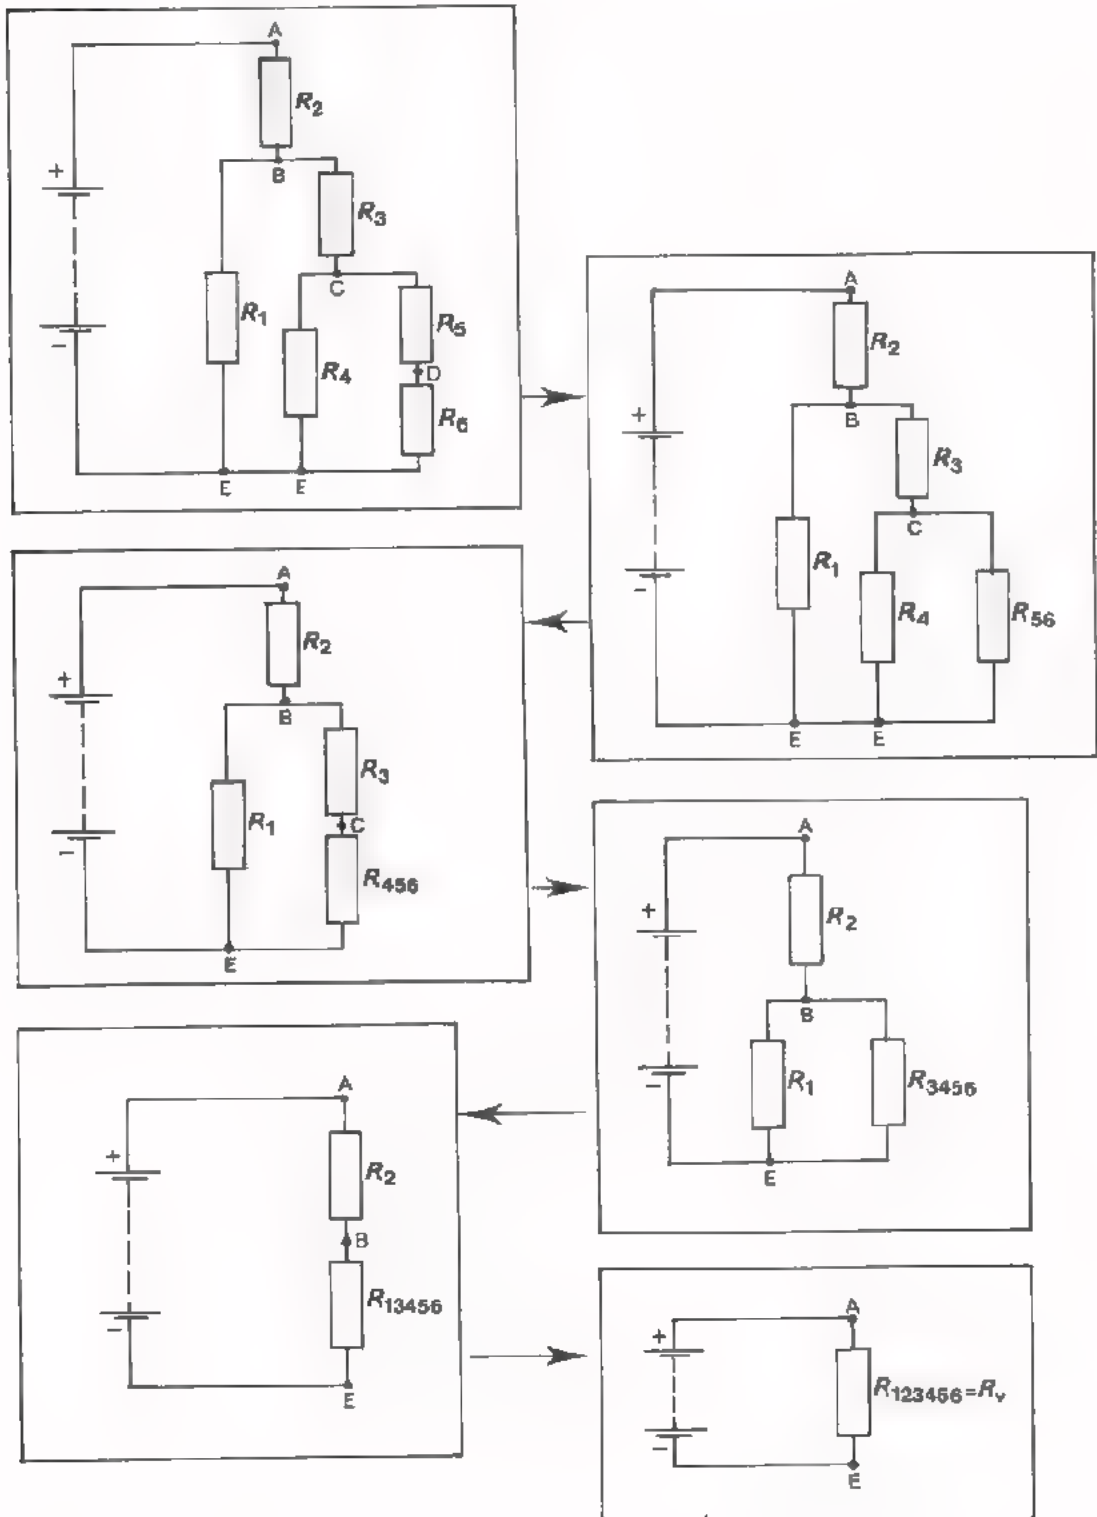 A
R2
+
B
R3
C
R1
R5
R4
D
–
R6
E E
A
R2
+
B
R3
C
R1
R4
R56
–
E E
A
R2
+
B
R3
R1
C
R456
–
E
A
+
R2
B
R1
R3456
–
E
A
+
R2
B
R13456
–
E
A
+
R123456=Rv
–
E